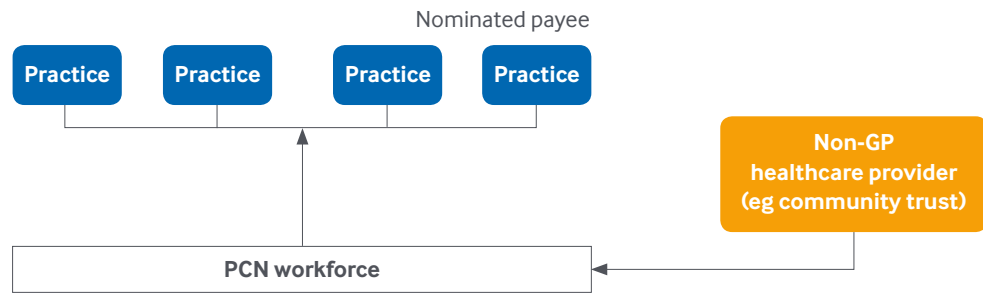 Nominated payee
Practice
Practice
Practice
Practice
Non-GP
healthcare provider
(eg community trust)
PCN workforce